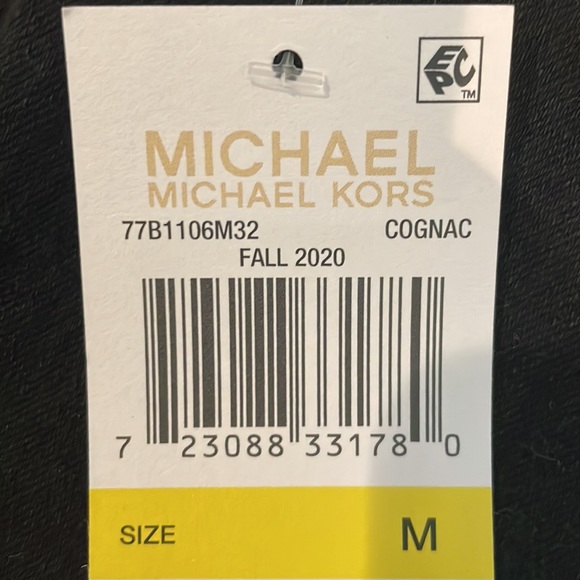 EPC
TM
MICHAEL
MICHAEL KORS
77B1106M32 COGNAC
FALL 2020
7 23088 33178 0
SIZE M